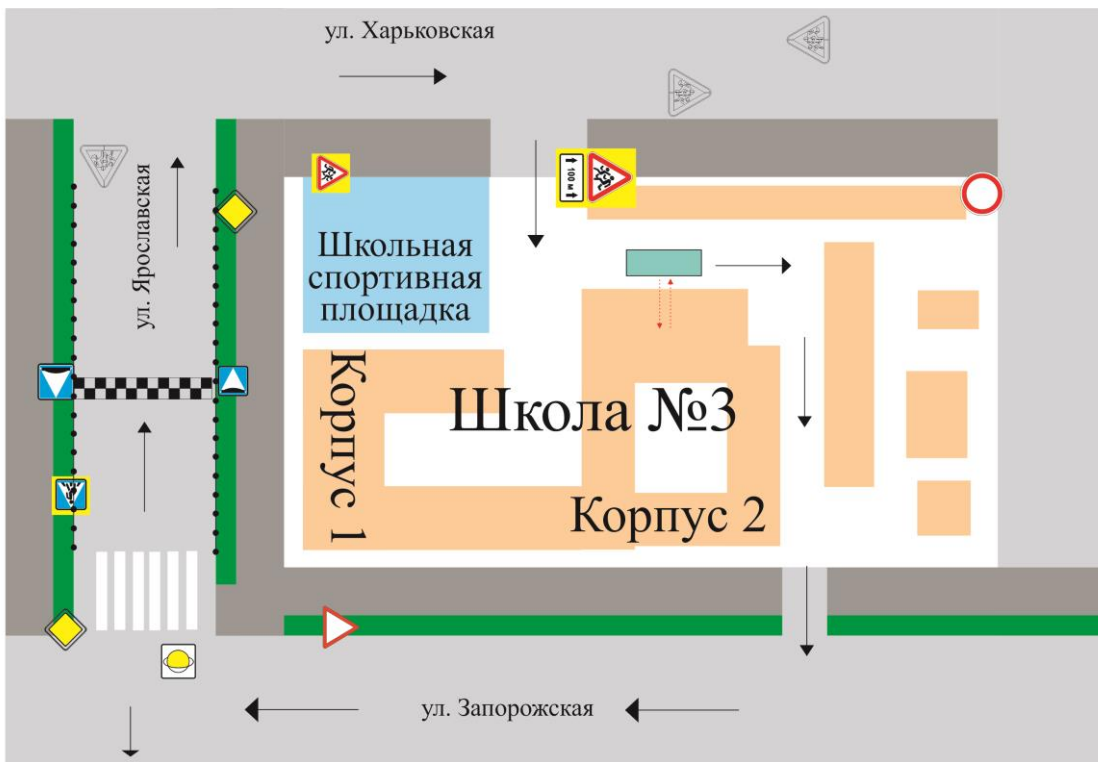 ул. Харьковская
ул. Ярославская
100 м
Школьная
спортивная
площадка
Корпус 1
Школа №3
Корпус 2
ул. Запорожская